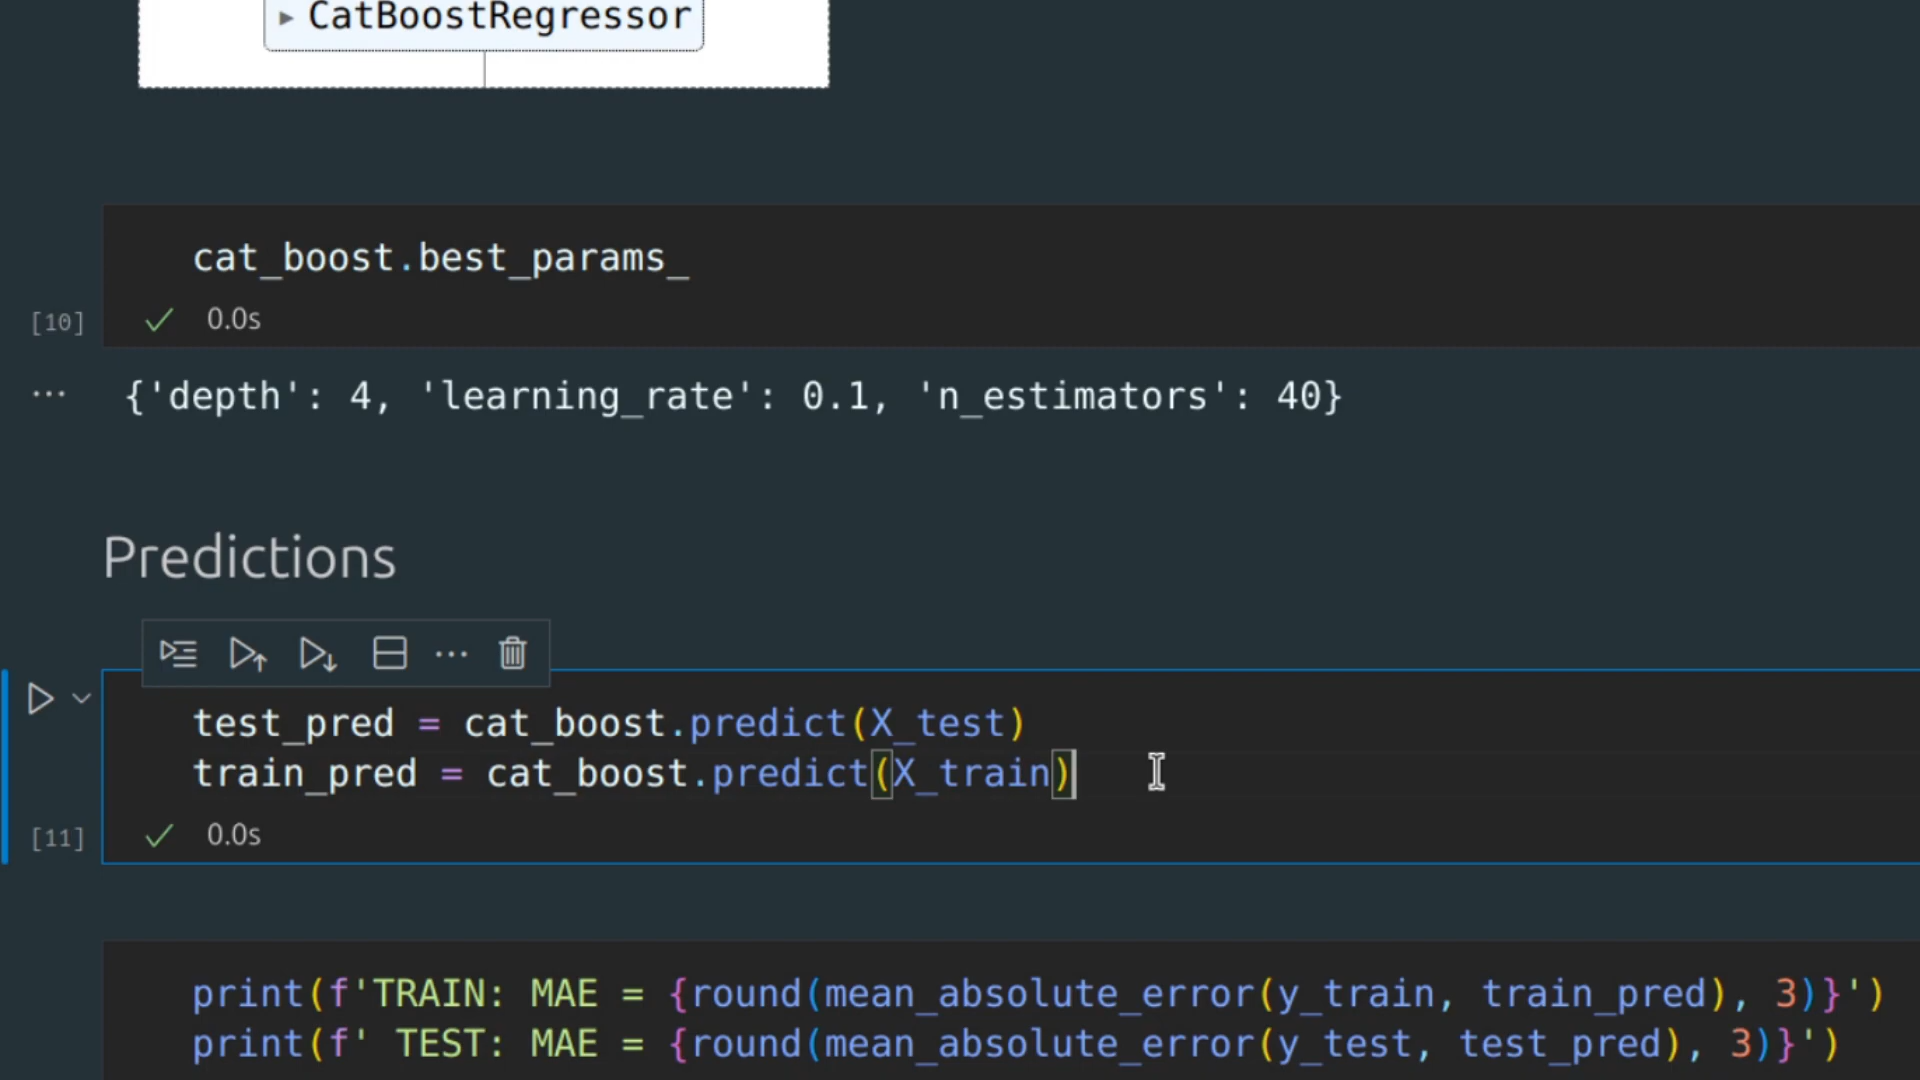 CatBoostRegressor
cat_boost.best_params_
[10] 0.0s
... {'depth': 4, 'learning_rate': 0.1, 'n_estimators': 40}
Predictions
test_pred = cat_boost.predict(X_test)
train_pred = cat_boost.predict(X_train)
[11] 0.0s
print(f'TRAIN: MAE = {round(mean_absolute_error(y_train, train_pred), 3)}')
print(f' TEST: MAE = {round(mean_absolute_error(y_test, test_pred), 3)}')